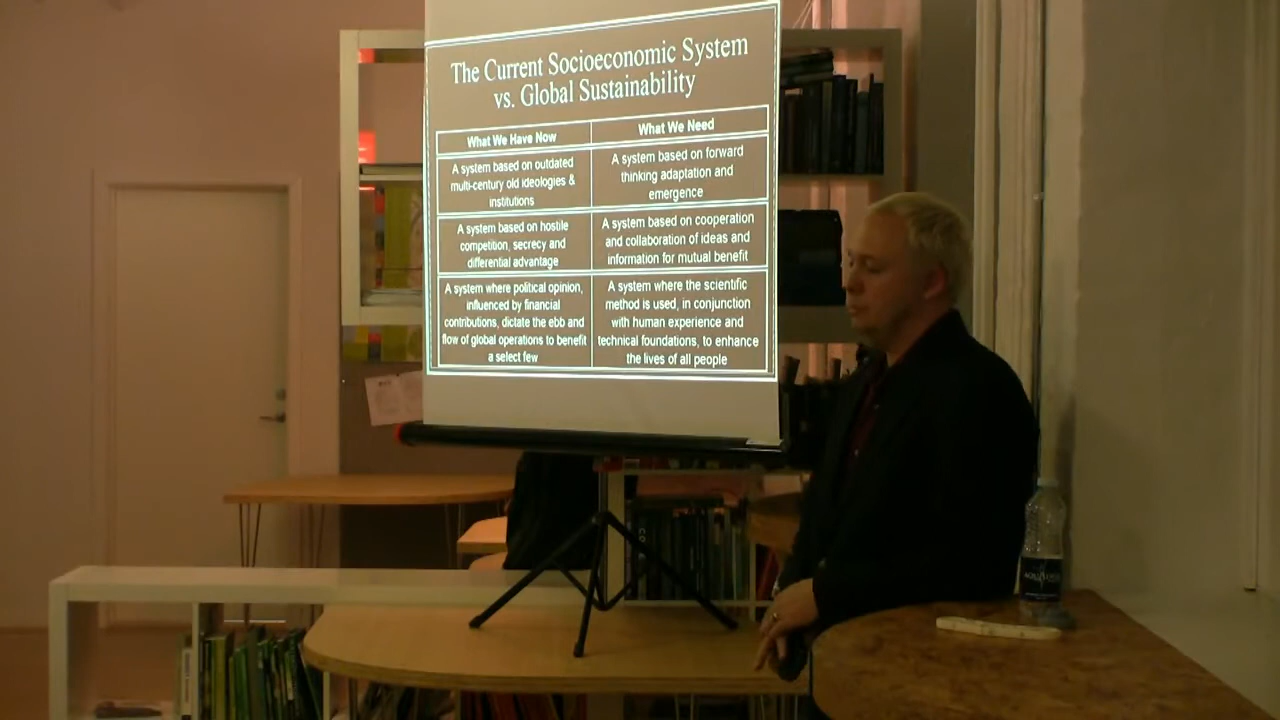 The Current Socioeconomic System
vs. Global Sustainability
What We Have Now
What We Need
A system based on outdated
multi-century old ideologies &
institutions
A system based on forward
thinking adaptation and
emergence
A system based on hostile
competition, secrecy and
differential advantage
A system based on cooperation
and collaboration of ideas and
information for mutual benefit
A system where political opinion,
influenced by financial
contributions, dictate the ebb and
flow of global operations to benefit
a select few
A system where the scientific
method is used, in conjunction
with human experience and
technical foundations, to enhance
the lives of all people